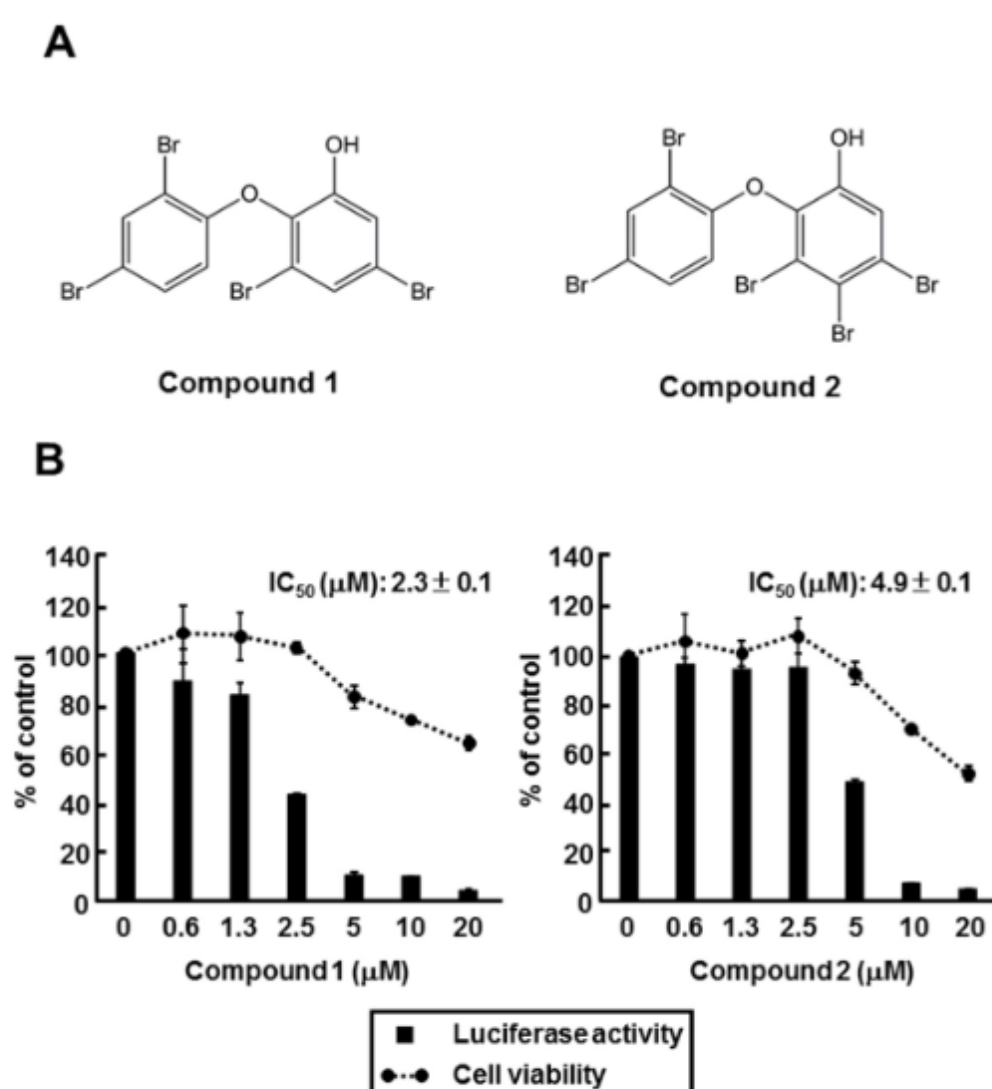 A
Br
OH
O
Br
Br
Br
Compound 1
Br
OH
O
Br
Br
Br
Br
Compound 2
B
140
120
100
80
60
40
20
0
% of control
IC50 (μM): 2.3 ± 0.1
0 0.6 1.3 2.5 5 10 20
Compound 1 (μM)
140
120
100
80
60
40
20
0
% of control
IC50 (μM): 4.9 ± 0.1
0 0.6 1.3 2.5 5 10 20
Compound 2 (μM)
Luciferase activity
Cell viability